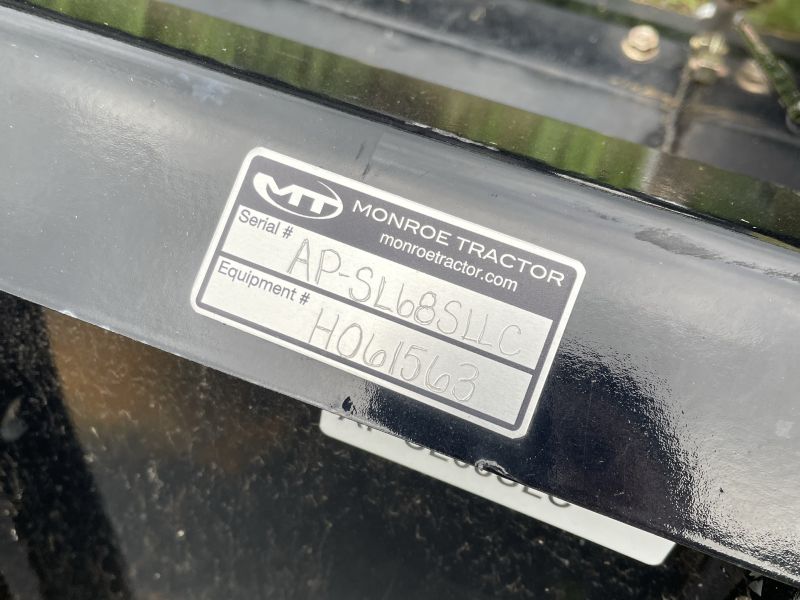 MT MONROE TRACTOR
monroetractor.com
Serial #
AP-SL68SLLC
Equipment #
H061563